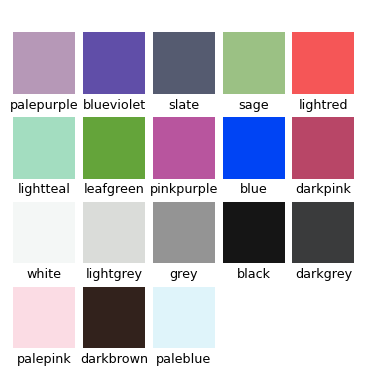 palepurple blueviolet slate sage lightred
lightteal leafgreen pinkpurple blue darkpink
white lightgrey grey black darkgrey
palepink darkbrown paleblue